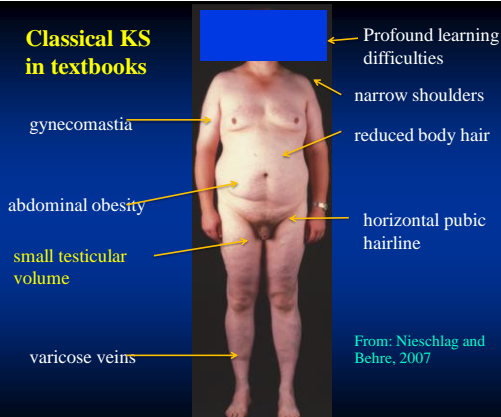 Classical KS
in textbooks
Profound learning
difficulties
narrow shoulders
gynecomastia
reduced body hair
abdominal obesity
horizontal pubic
hairline
small testicular
volume
From: Nieschlag and
Behre, 2007
varicose veins